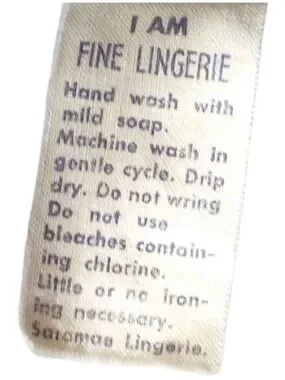 I AM
FINE LINGERIE
Hand wash with
mild soap.
Machine wash in
gentle cycle. Drip
dry. Do not wring
Do not use
bleaches contain-
ing chlorine.
Little or no iron-
ing necessary.
Lingerie.